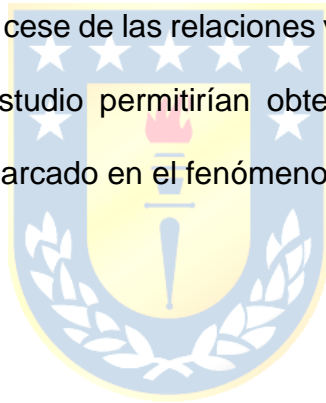 cese de las relaciones
studio permitirían obte
arcado en el fenómeno